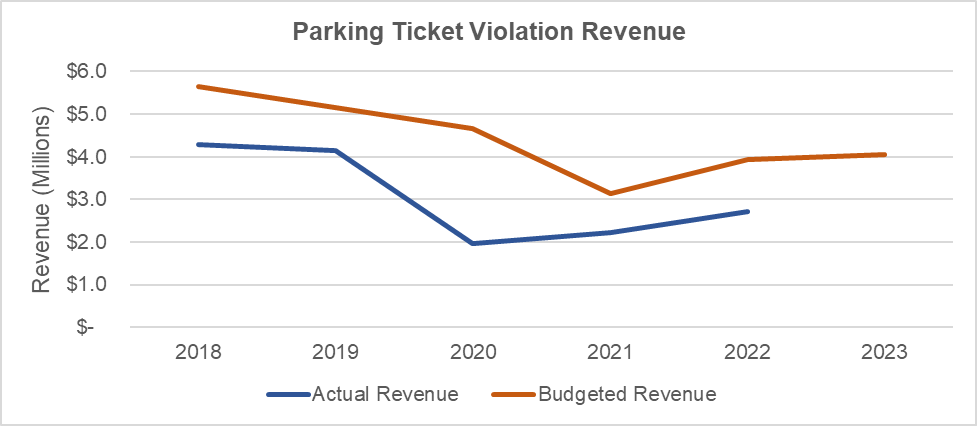 Parking Ticket Violation Revenue
Revenue (Millions)
$6.0
$5.0
$4.0
$3.0
$2.0
$1.0
$-
2018 2019 2020 2021 2022 2023
Actual Revenue Budgeted Revenue